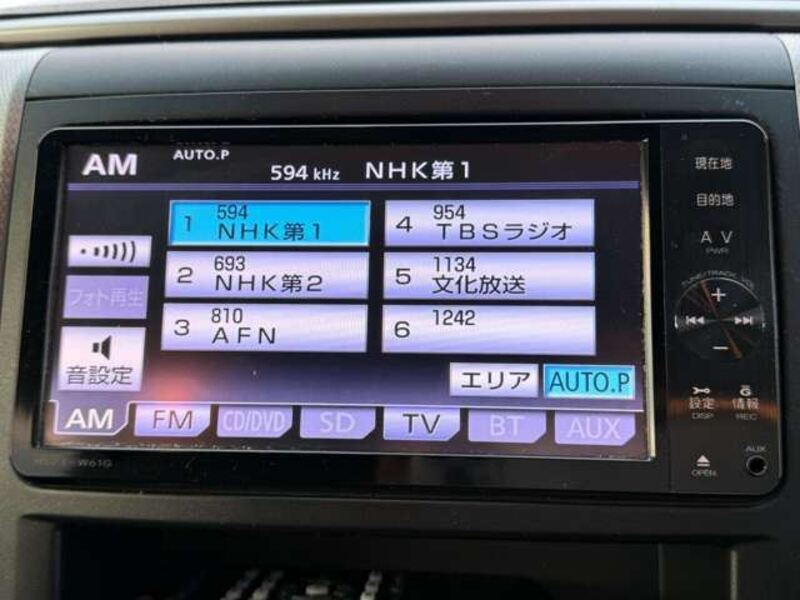 AM AUTO.P 594 kHz NHK第1
1 594 NHK第1
2 693 NHK第2
3 810 AFN
4 954 TBSラジオ
5 1134 文化放送
6 1242
フォト再生
音設定
エリア AUTO.P
AM FM CD/DVD SD TV BT AUX
W61G
現在地
目的地
AV
PWR
TUNE/TRACK VOL
+
−
設定 情報
DISP REC
AUX
OPEN